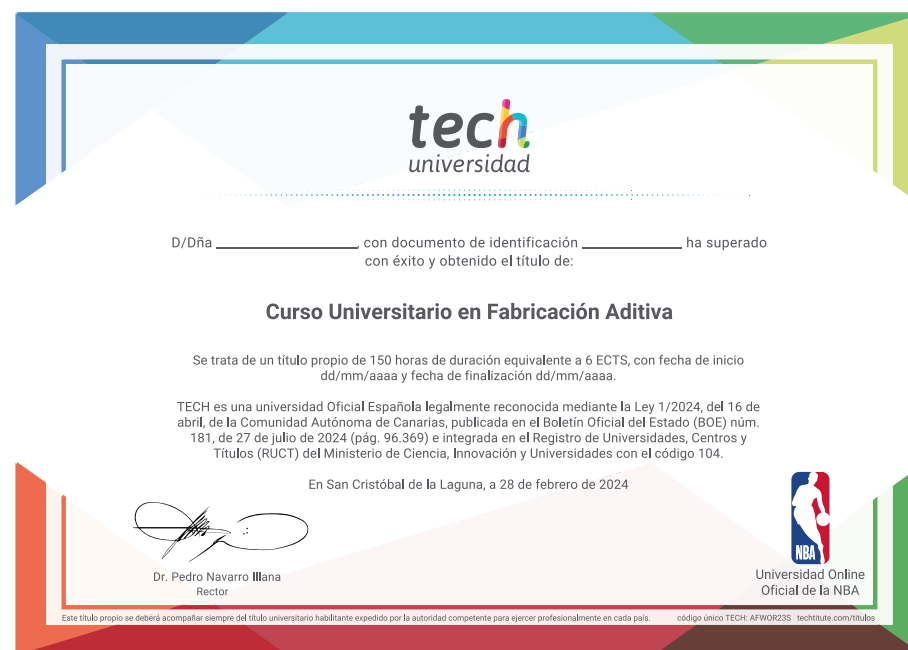 tech
universidad
D/Dña ____________, con documento de identificación ____________ ha superado
con éxito y obtenido el título de:
Curso Universitario en Fabricación Aditiva
Se trata de un título propio de 150 horas de duración equivalente a 6 ECTS, con fecha de inicio
dd/mm/aaaa y fecha de finalización dd/mm/aaaa.
TECH es una universidad Oficial Española legalmente reconocida mediante la Ley 1/2024, del 16 de
abril, de la Comunidad Autónoma de Canarias, publicada en el Boletín Oficial del Estado (BOE) núm.
181, de 27 de julio de 2024 (pág. 96.369) e integrada en el Registro de Universidades, Centros y
Títulos (RUCT) del Ministerio de Ciencia, Innovación y Universidades con el código 104.
En San Cristóbal de la Laguna, a 28 de febrero de 2024
Dr. Pedro Navarro Illana
Rector
NBA
Universidad Online
Oficial de la NBA
Este título propio se deberá acompañar siempre del título universitario habilitante expedido por la autoridad competente para ejercer profesionalmente en cada país. código único TECH: AFWOR23S techtitute.com/titulos